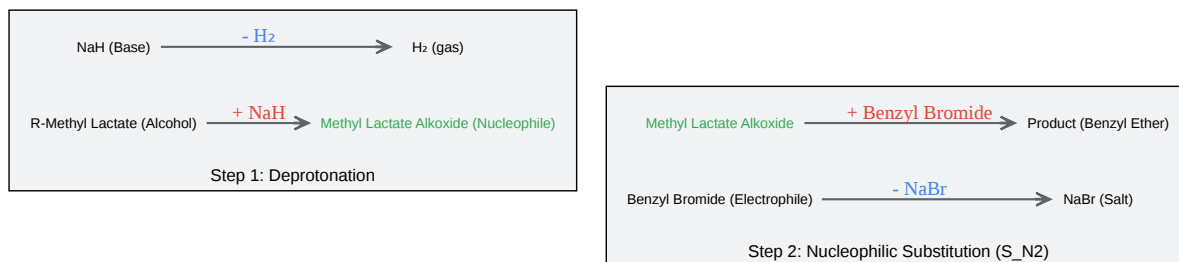 NaH (Base) - H₂ H₂ (gas)
R-Methyl Lactate (Alcohol) + NaH Methyl Lactate Alkoxide (Nucleophile)
Step 1: Deprotonation
Methyl Lactate Alkoxide + Benzyl Bromide Product (Benzyl Ether)
Benzyl Bromide (Electrophile) - NaBr NaBr (Salt)
Step 2: Nucleophilic Substitution (S_N2)